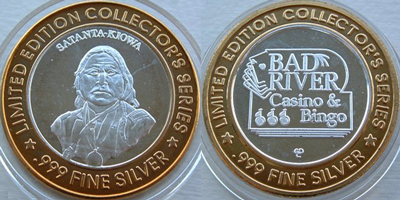 LIMITED EDITION COLLECTOR'S SERIES
SATANTA-KIOWA
.999 FINE SILVER
LIMITED EDITION COLLECTOR'S SERIES
BAD
RIVER
Casino &
Bingo
.999 FINE SILVER